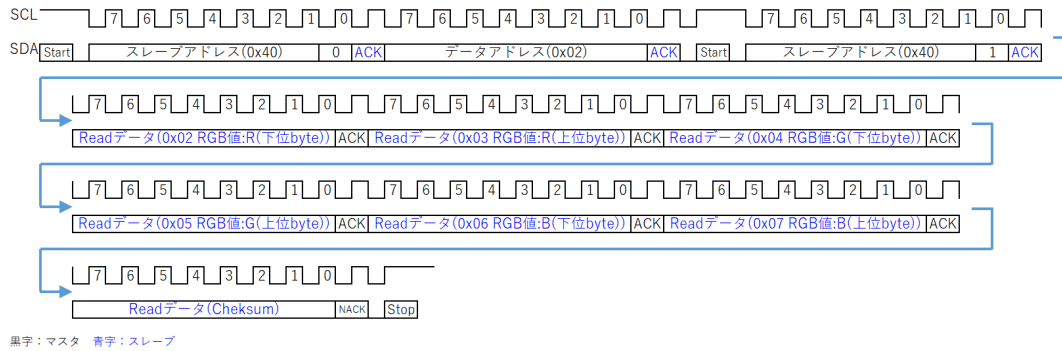 SCL 7 6 5 4 3 2 1 0 7 6 5 4 3 2 1 0 7 6 5 4 3 2 1 0
SDA Start スレーブアドレス(0x40) 0 ACK データアドレス(0x02) ACK Start スレーブアドレス(0x40) 1 ACK
7 6 5 4 3 2 1 0 7 6 5 4 3 2 1 0 7 6 5 4 3 2 1 0
Readデータ(0x02 RGB値:R(下位byte)) ACK Readデータ(0x03 RGB値:R(上位byte)) ACK Readデータ(0x04 RGB値:G(下位byte)) ACK
7 6 5 4 3 2 1 0 7 6 5 4 3 2 1 0 7 6 5 4 3 2 1 0
Readデータ(0x05 RGB値:G(上位byte)) ACK Readデータ(0x06 RGB値:B(下位byte)) ACK Readデータ(0x07 RGB値:B(上位byte)) ACK
7 6 5 4 3 2 1 0
Readデータ(Cheksum) NACK Stop
黒字：マスタ 青字：スレーブ